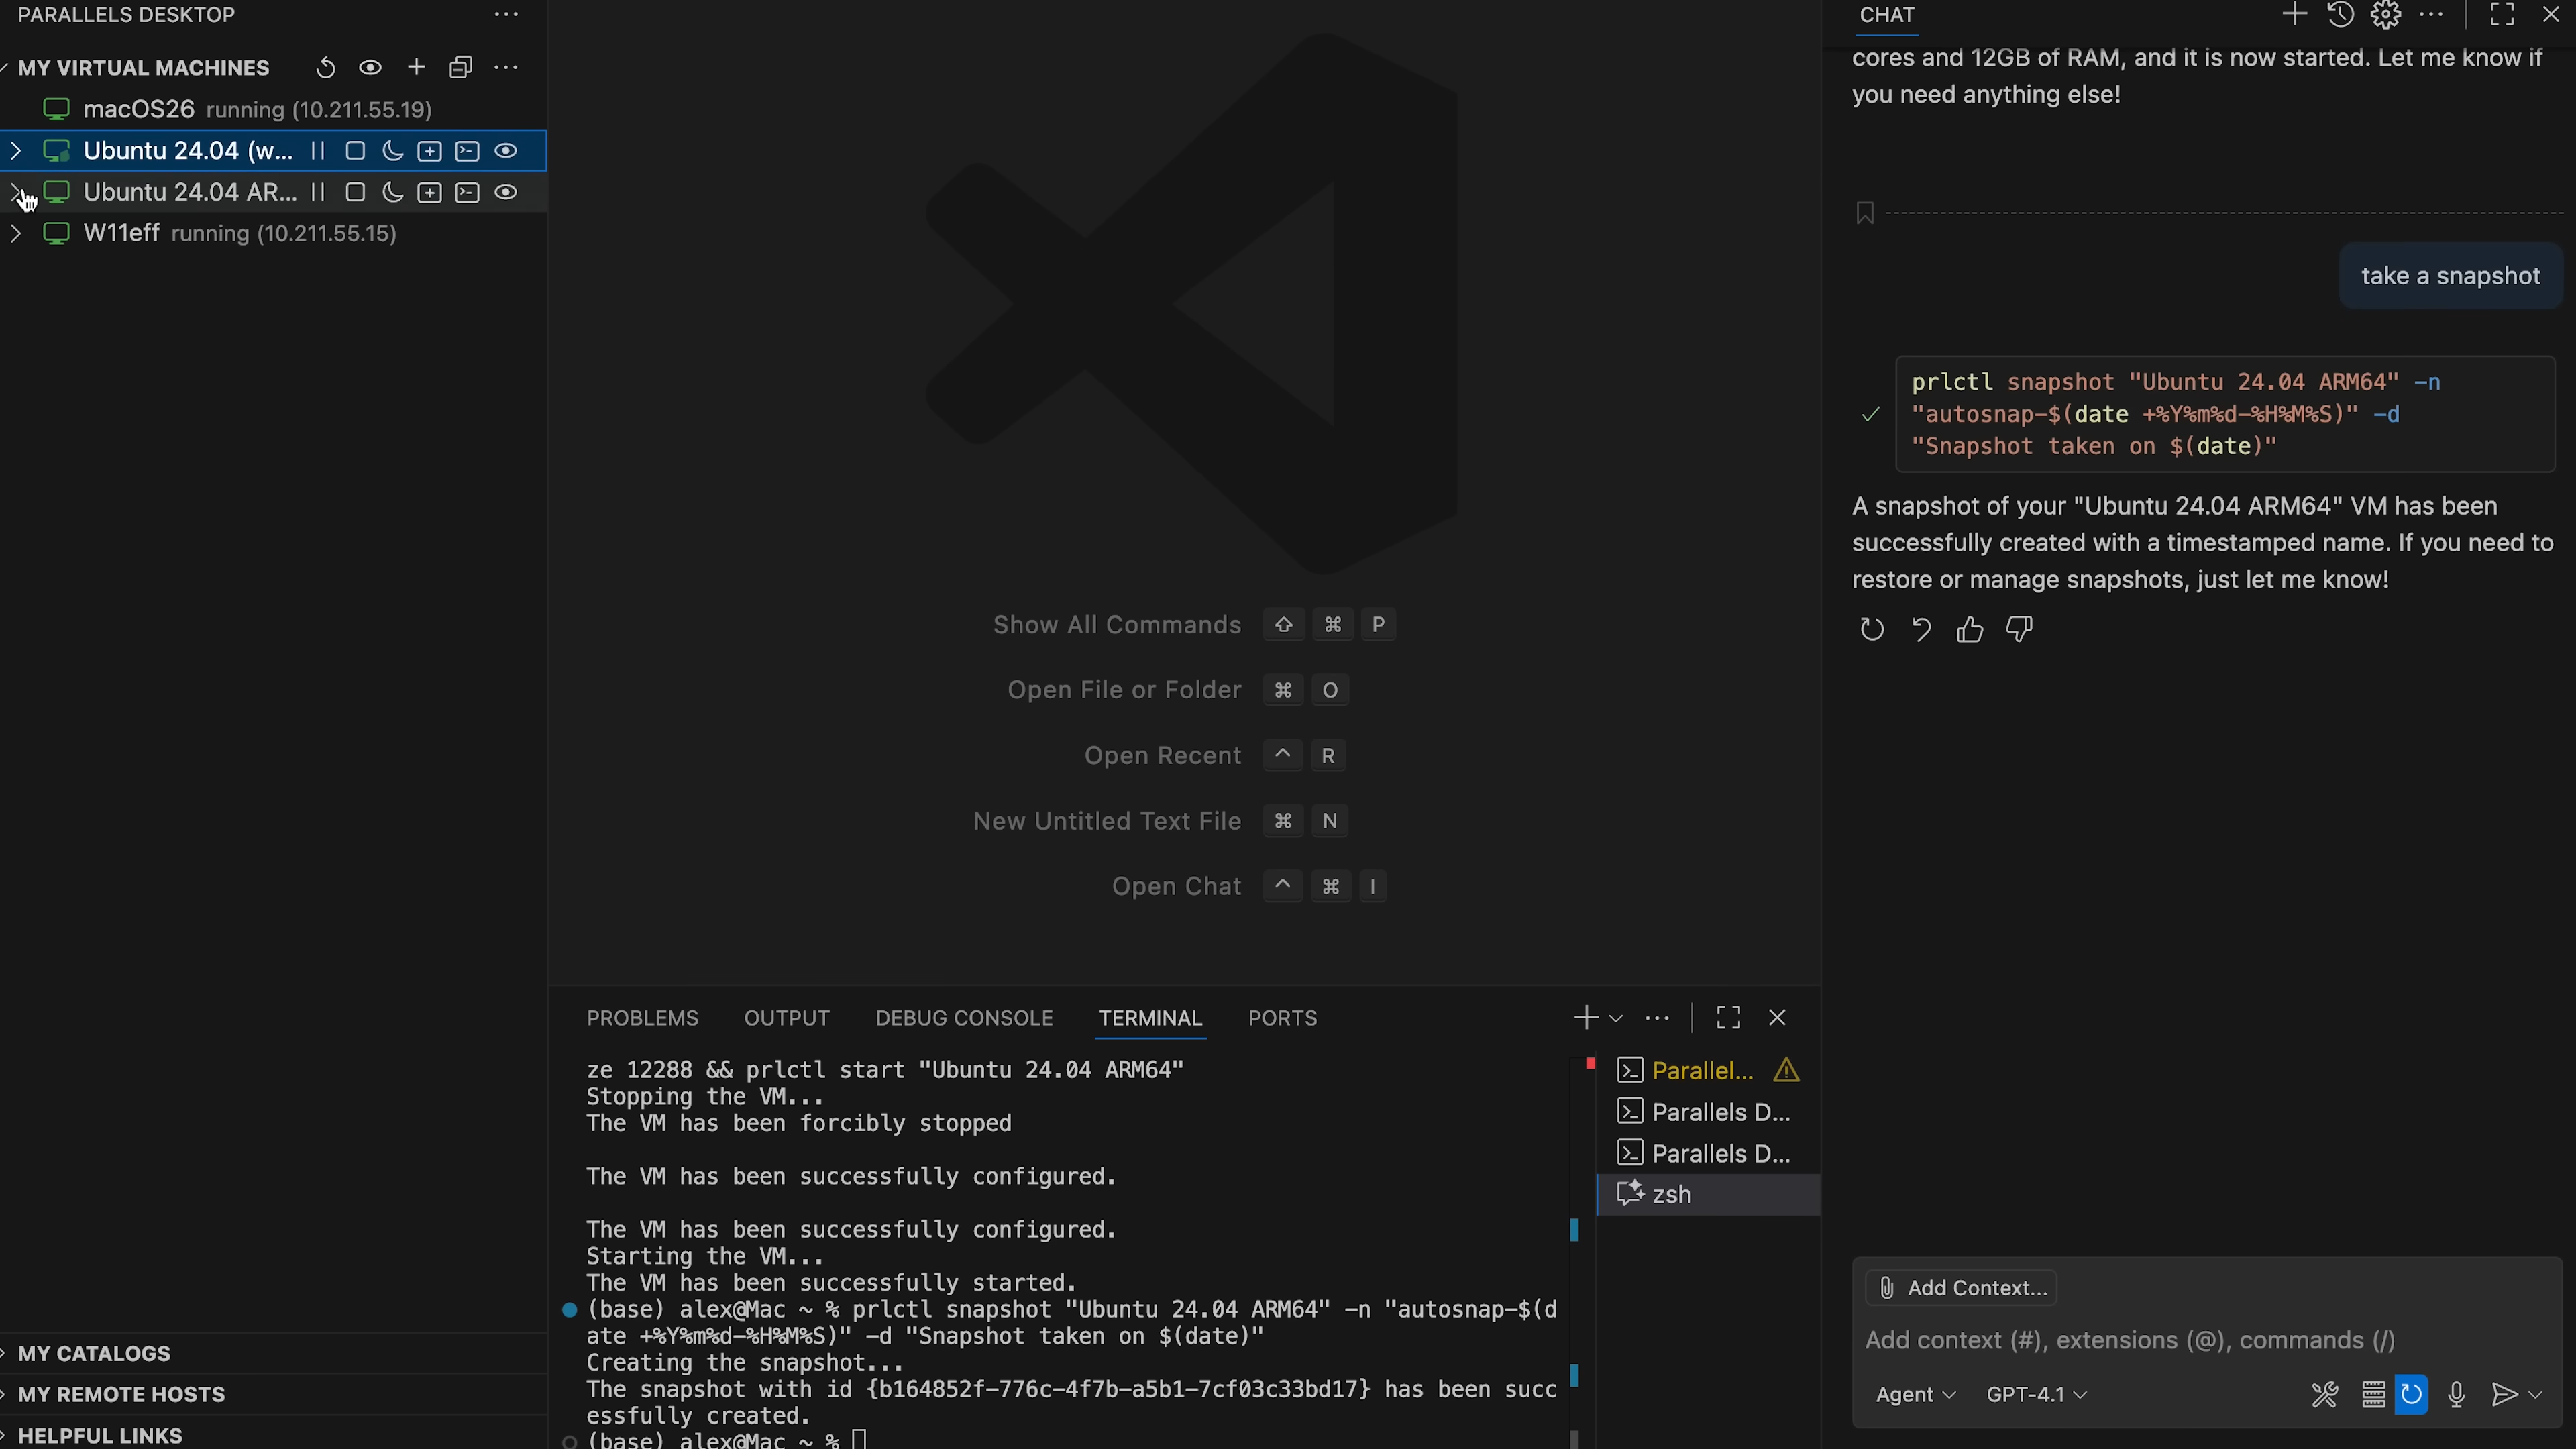 PARALLELS DESKTOP
MY VIRTUAL MACHINES
macOS26 running (10.211.55.19)
Ubuntu 24.04 (w...
Ubuntu 24.04 AR...
W11eff running (10.211.55.15)
MY CATALOGS
MY REMOTE HOSTS
HELPFUL LINKS
Show All Commands ⇧ ⌘ P
Open File or Folder ⌘ O
Open Recent ^ R
New Untitled Text File ⌘ N
Open Chat ^ ⌘ I
PROBLEMS OUTPUT DEBUG CONSOLE TERMINAL PORTS
ze 12288 && prlctl start "Ubuntu 24.04 ARM64"
Stopping the VM...
The VM has been forcibly stopped
The VM has been successfully configured.
The VM has been successfully configured.
Starting the VM...
The VM has been successfully started.
(base) alex@Mac ~ % prlctl snapshot "Ubuntu 24.04 ARM64" -n "autosnap-$(d
ate +%Y%m%d-%H%M%S)" -d "Snapshot taken on $(date)"
Creating the snapshot...
The snapshot with id {b164852f-776c-4f7b-a5b1-7cf03c33bd17} has been succ
essfully created.
(base) alex@Mac ~ %
Parallel...
Parallels D...
Parallels D...
zsh
CHAT
cores and 12GB of RAM, and it is now started. Let me know if
you need anything else!
take a snapshot
prlctl snapshot "Ubuntu 24.04 ARM64" -n
"autosnap-$(date +%Y%m%d-%H%M%S)" -d
"Snapshot taken on $(date)"
A snapshot of your "Ubuntu 24.04 ARM64" VM has been
successfully created with a timestamped name. If you need to
restore or manage snapshots, just let me know!
Add Context...
Add context (#), extensions (@), commands (/)
Agent GPT-4.1